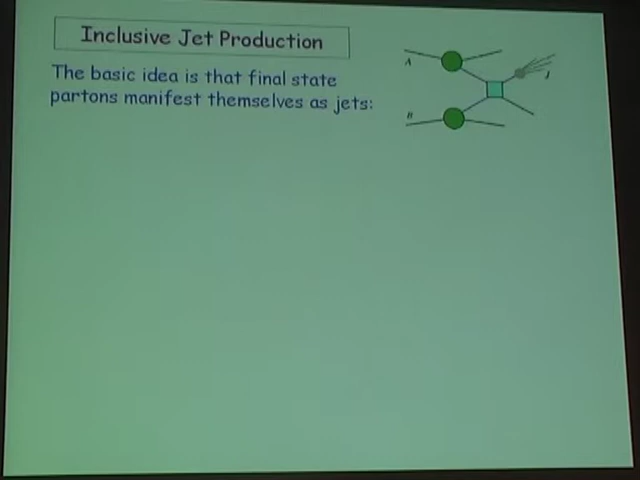 Inclusive Jet Production
The basic idea is that final state
partons manifest themselves as jets:
A
B
J